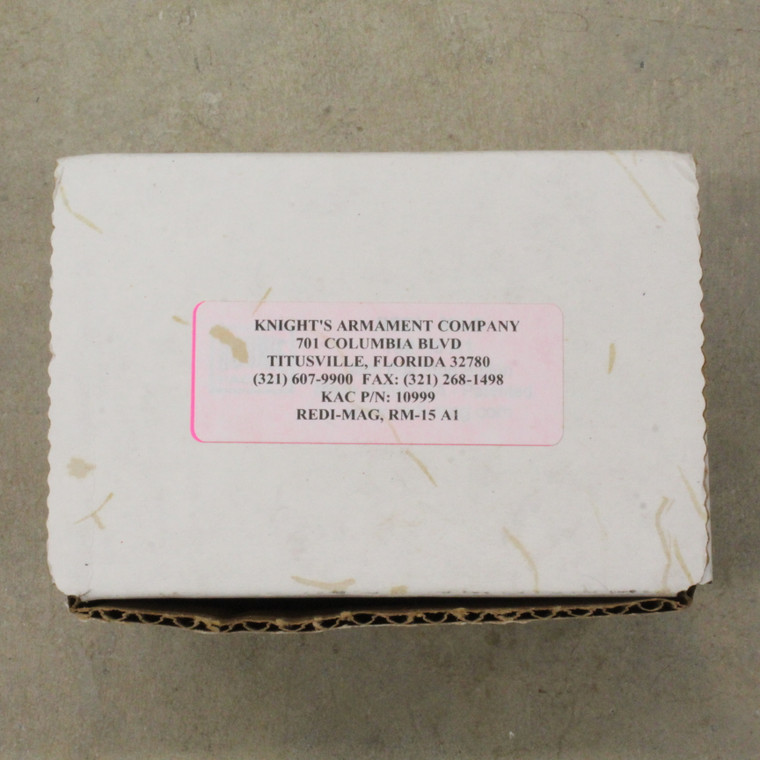 KNIGHT'S ARMAMENT COMPANY
701 COLUMBIA BLVD
TITUSVILLE, FLORIDA 32780
(321) 607-9900 FAX: (321) 268-1498
KAC P/N: 10999
REDI-MAG, RM-15 A1